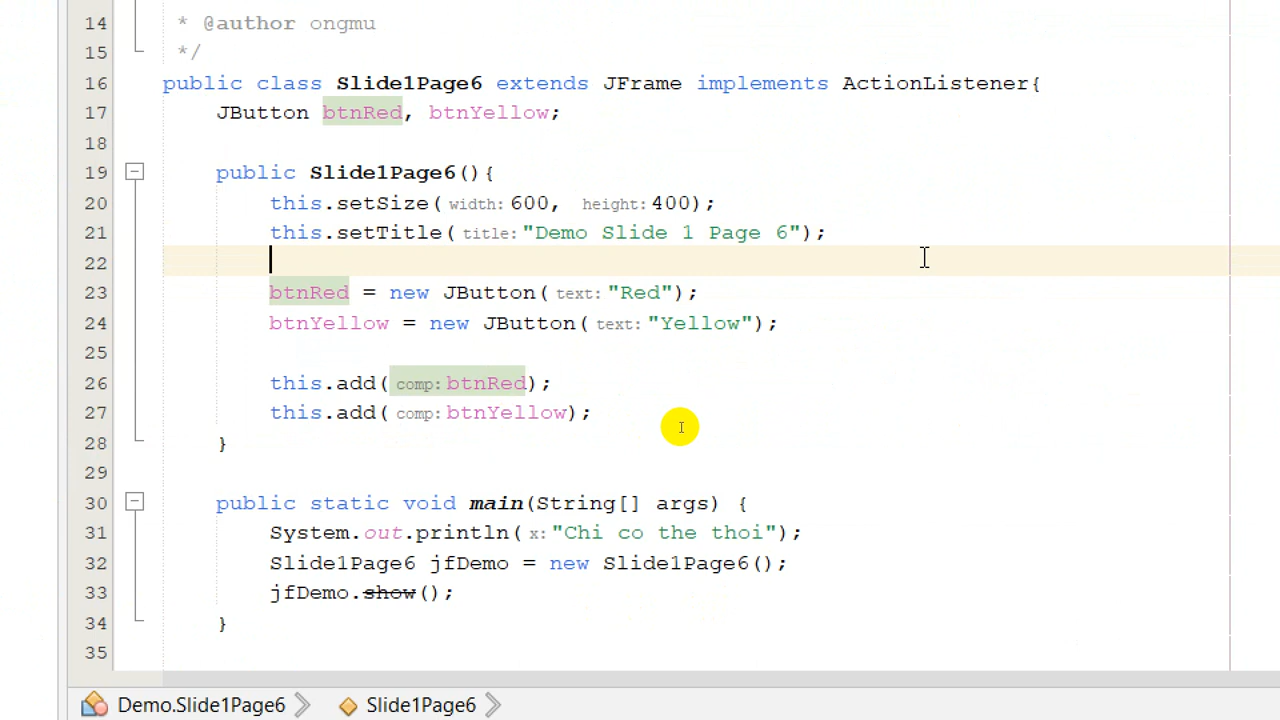 14 * @author ongmu
15 */
16 public class Slide1Page6 extends JFrame implements ActionListener{
17 JButton btnRed, btnYellow;
18
19 public Slide1Page6(){
20 this.setSize( width: 600, height: 400);
21 this.setTitle( title: "Demo Slide 1 Page 6");
22
23 btnRed = new JButton( text: "Red");
24 btnYellow = new JButton( text: "Yellow");
25
26 this.add( comp: btnRed);
27 this.add( comp: btnYellow);
28 }
29
30 public static void main(String[] args) {
31 System.out.println( x: "Chi co the thoi");
32 Slide1Page6 jfDemo = new Slide1Page6();
33 jfDemo.show();
34 }
35
Demo.Slide1Page6 Slide1Page6